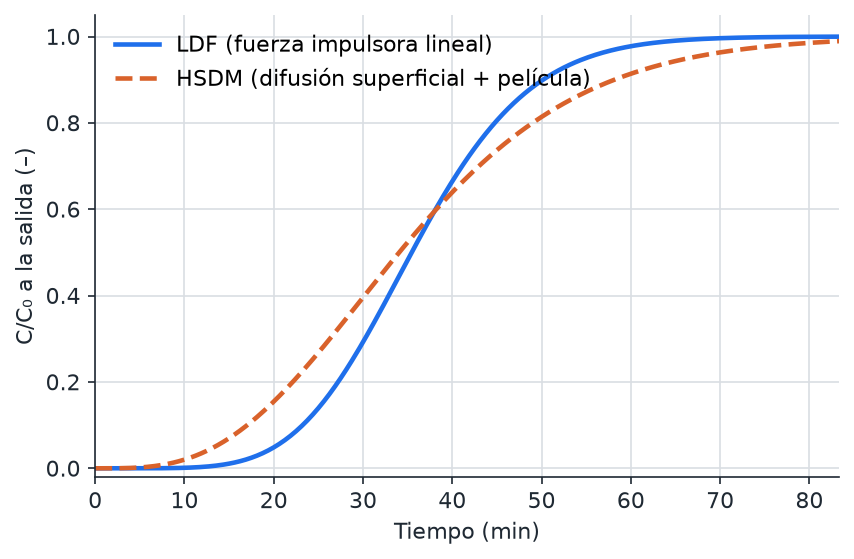 LDF (fuerza impulsora lineal)
HSDM (difusión superficial + película)
C/C₀ a la salida (–)
1.0
0.8
0.6
0.4
0.2
0.0
0 10 20 30 40 50 60 70 80
Tiempo (min)